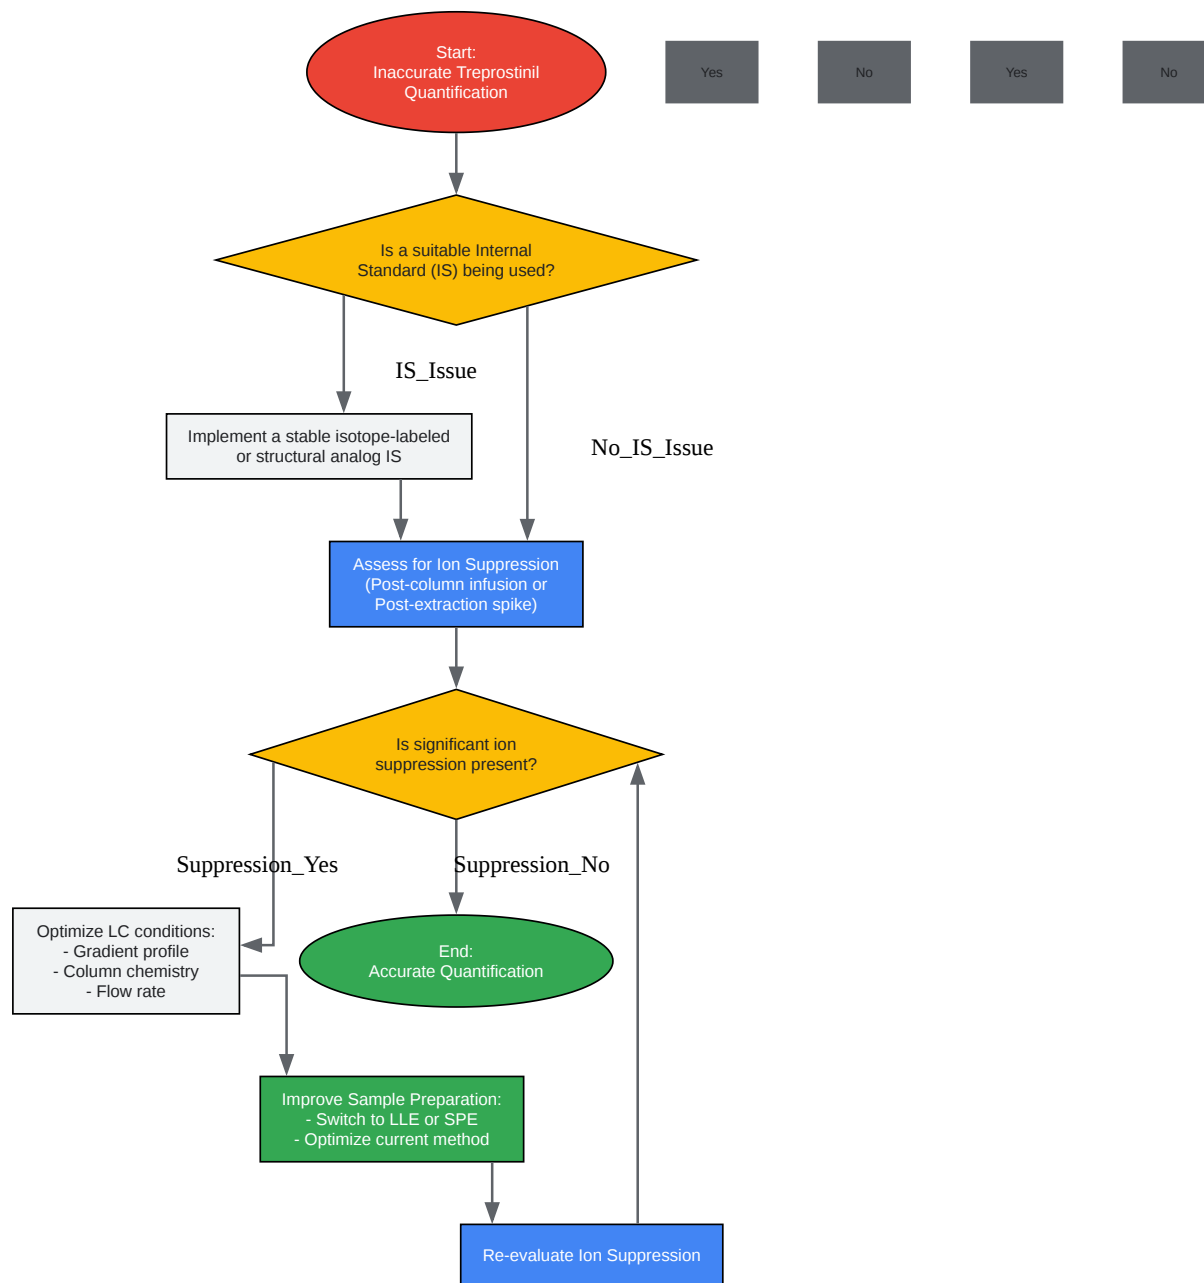 Start:
Inaccurate Treprostinil
Quantification
Yes
No
Yes
No
Is a suitable Internal
Standard (IS) being used?
IS_Issue
No_IS_Issue
Implement a stable isotope-labeled
or structural analog IS
Assess for Ion Suppression
(Post-column infusion or
Post-extraction spike)
Is significant ion
suppression present?
Suppression_Yes
Suppression_No
Optimize LC conditions:
- Gradient profile
- Column chemistry
- Flow rate
End:
Accurate Quantification
Improve Sample Preparation:
- Switch to LLE or SPE
- Optimize current method
Re-evaluate Ion Suppression